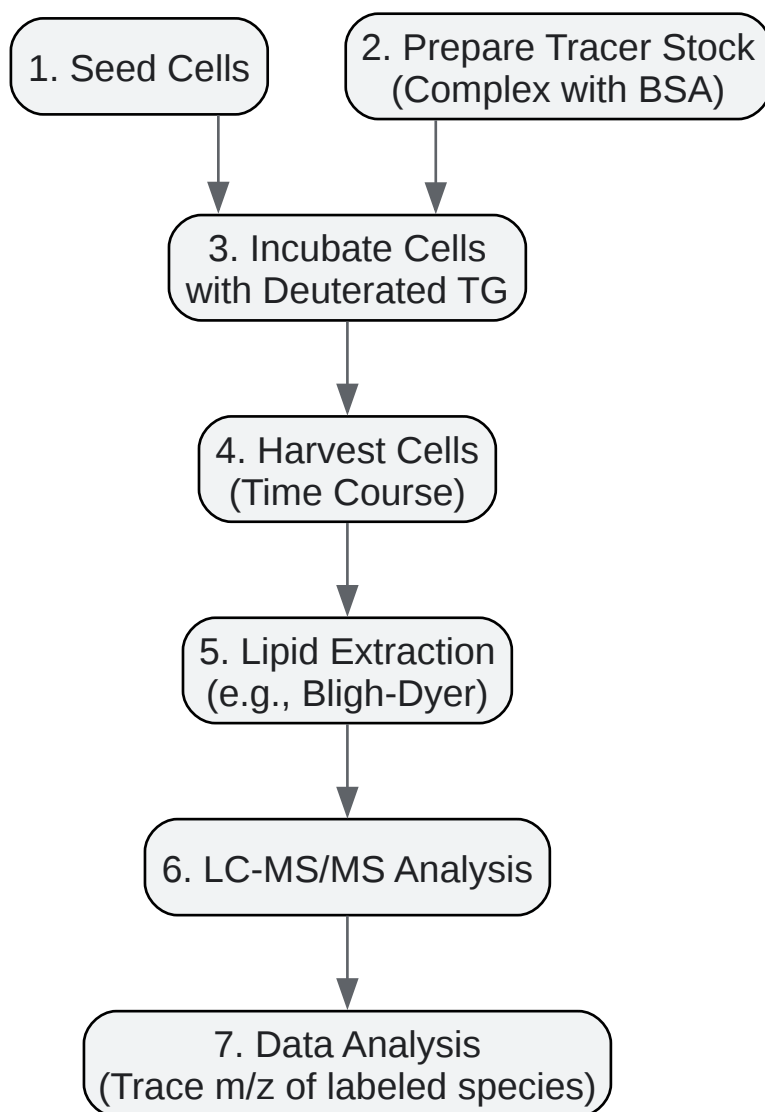 1. Seed Cells
2. Prepare Tracer Stock
(Complex with BSA)
3. Incubate Cells
with Deuterated TG
4. Harvest Cells
(Time Course)
5. Lipid Extraction
(e.g., Bligh-Dyer)
6. LC-MS/MS Analysis
7. Data Analysis
(Trace m/z of labeled species)